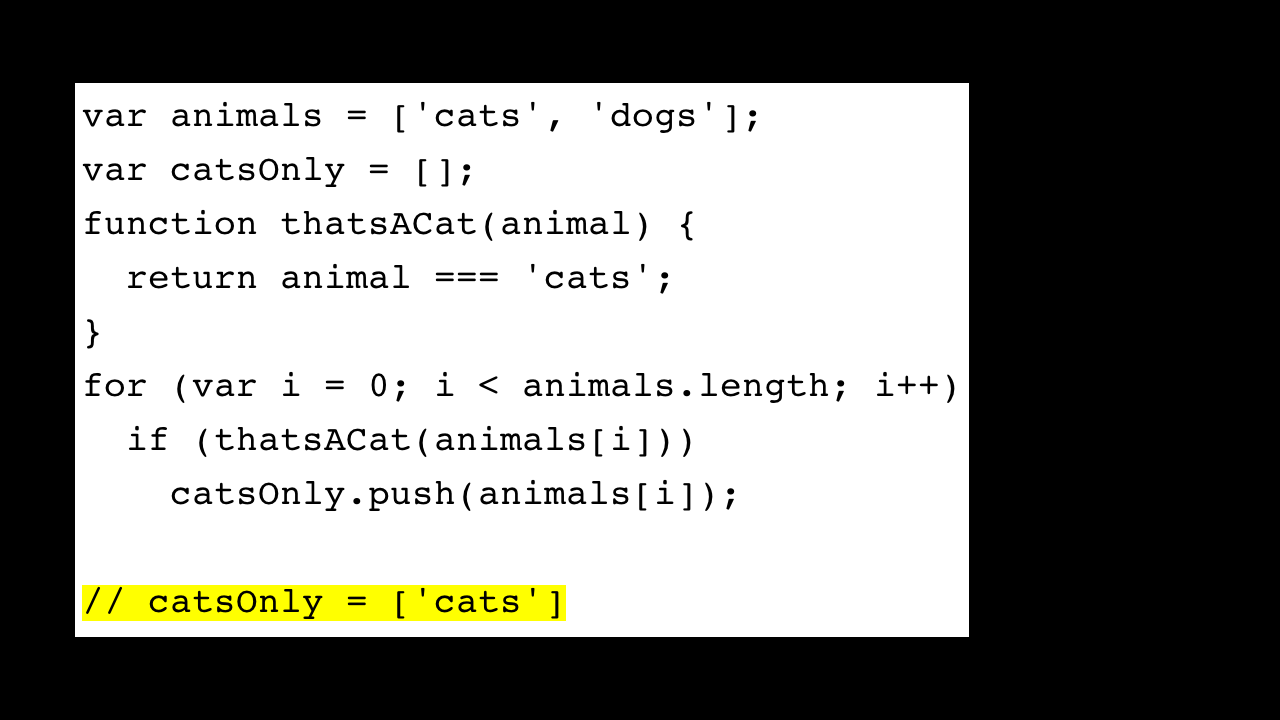 var animals = ['cats', 'dogs'];
var catsOnly = [];
function thatsACat(animal) {
  return animal === 'cats';
}
for (var i = 0; i < animals.length; i++)
  if (thatsACat(animals[i]))
    catsOnly.push(animals[i]);
// catsOnly = ['cats']